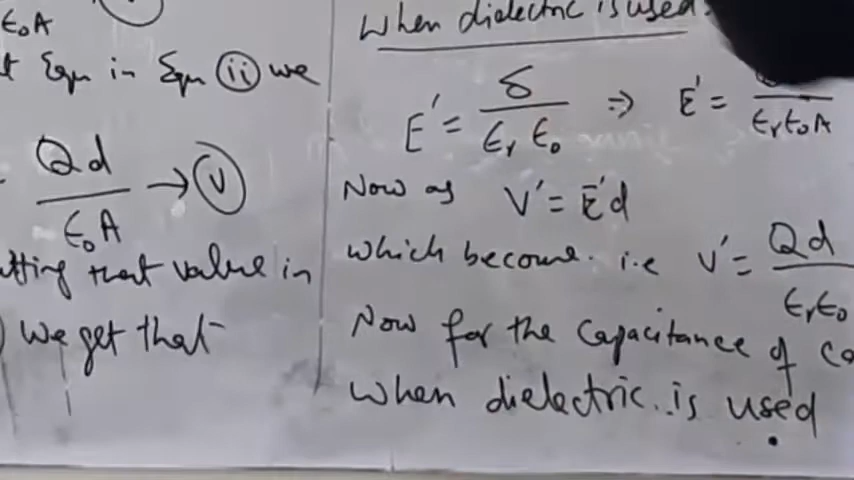 ε₀A
Eqn in Eqn (ii) we
Qd / ε₀A → (V)
that value in
we get that
When dielectric is used
E' = δ / εᵣ ε₀ ⇒ E' = / εᵣε₀A
Now as V' = E'd
which become. i.e V' = Qd / εᵣε₀
Now for the Capacitance of
when dielectric is used.